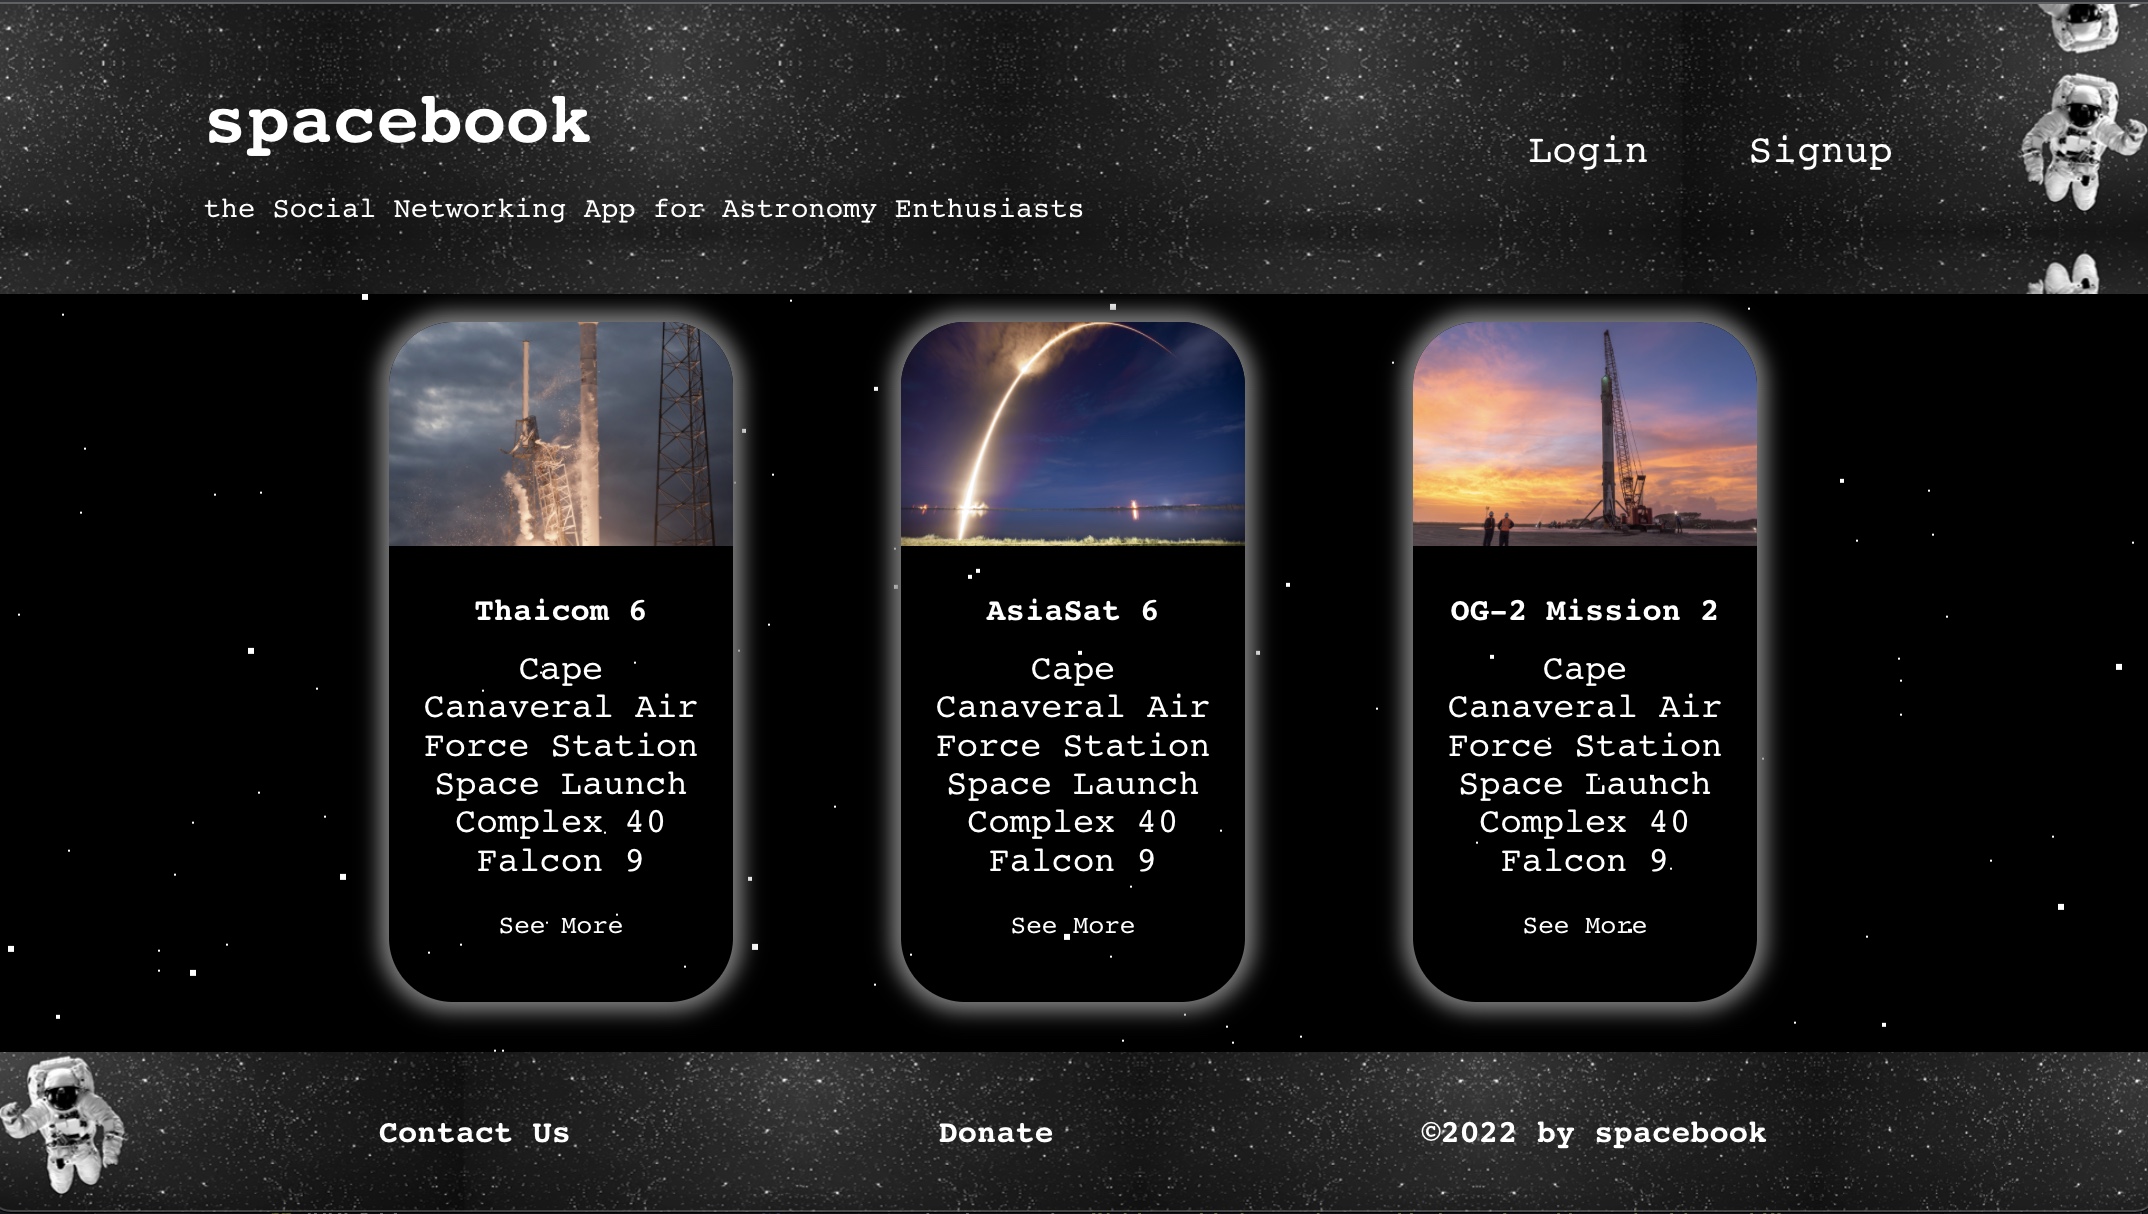 spacebook
Login
Signup
the Social Networking App for Astronomy Enthusiasts
Thaicom 6
Cape
Canaveral Air
Force Station
Space Launch
Complex 40
Falcon 9
See More
AsiaSat 6
Cape
Canaveral Air
Force Station
Space Launch
Complex 40
Falcon 9
See More
OG-2 Mission 2
Cape
Canaveral Air
Force Station
Space Launch
Complex 40
Falcon 9
See More
Contact Us
Donate
©2022 by spacebook